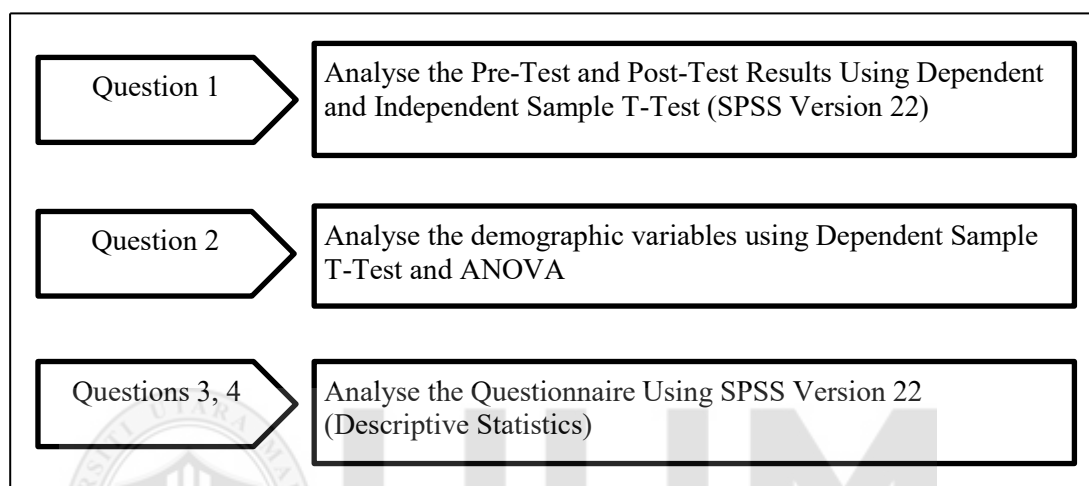 Question 1
Analyse the Pre-Test and Post-Test Results Using Dependent
and Independent Sample T-Test (SPSS Version 22)
Question 2
Analyse the demographic variables using Dependent Sample
T-Test and ANOVA
Questions 3, 4
Analyse the Questionnaire Using SPSS Version 22
(Descriptive Statistics)
UTARA
UUM